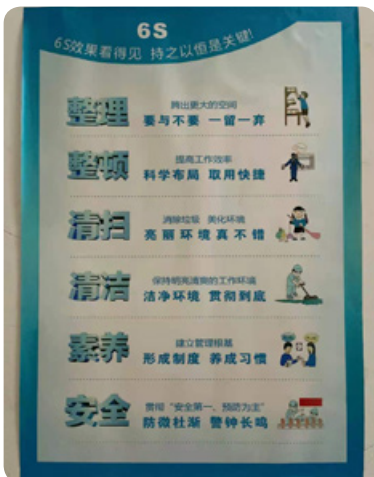 6S
6S效果看得见 持之以恒是关键!
整理
腾出更大的空间
要与不要 一留一弃
整顿
提高工作效率
科学布局 取用快捷
清扫
消除垃圾 美化环境
亮丽环境真不错
清洁
保持明亮清爽的工作环境
洁净环境 贯彻到底
素养
建立管理根基
形成制度 养成习惯
安全
贯彻“安全第一、预防为主”
防微杜渐 警钟长鸣